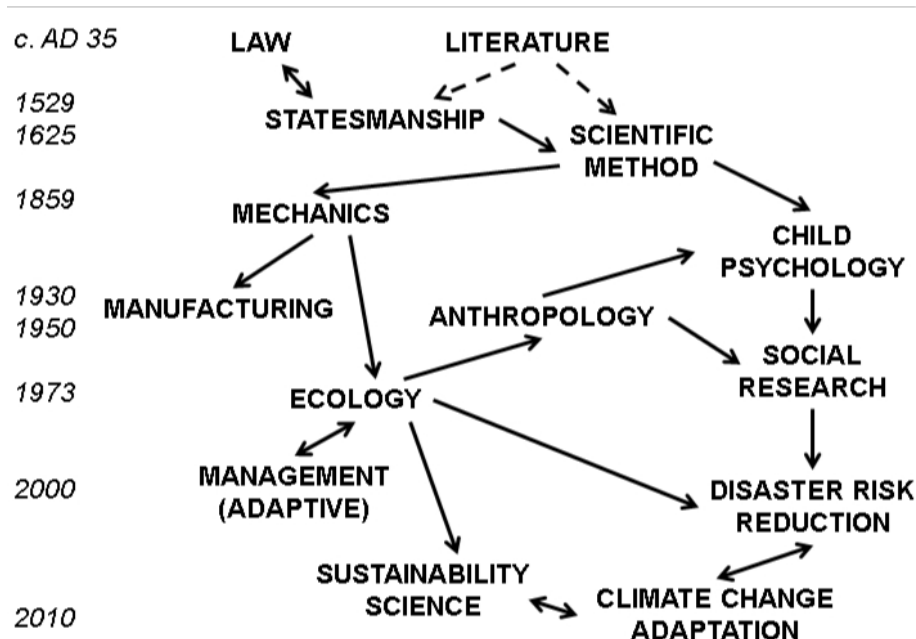 c. AD 35 LAW LITERATURE
1529
STATESMANSHIP
1625
SCIENTIFIC
METHOD
1859
MECHANICS
CHILD
PSYCHOLOGY
1930
MANUFACTURING
ANTHROPOLOGY
1950
SOCIAL
RESEARCH
1973
ECOLOGY
MANAGEMENT
(ADAPTIVE)
2000
DISASTER RISK
REDUCTION
SUSTAINABILITY
SCIENCE
CLIMATE CHANGE
ADAPTATION
2010